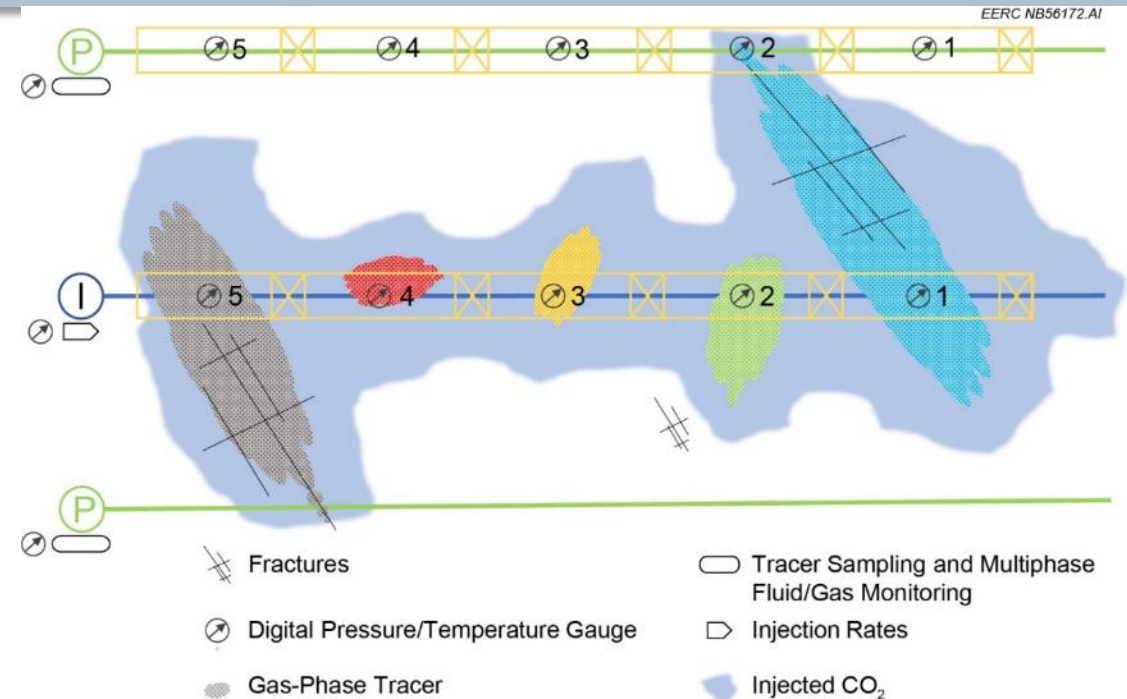 EERC NB56172.AI
P 5 4 3 2 1
I 5 4 3 2 1
P
Fractures
Digital Pressure/Temperature Gauge
Gas-Phase Tracer
Tracer Sampling and Multiphase
Fluid/Gas Monitoring
Injection Rates
Injected CO₂